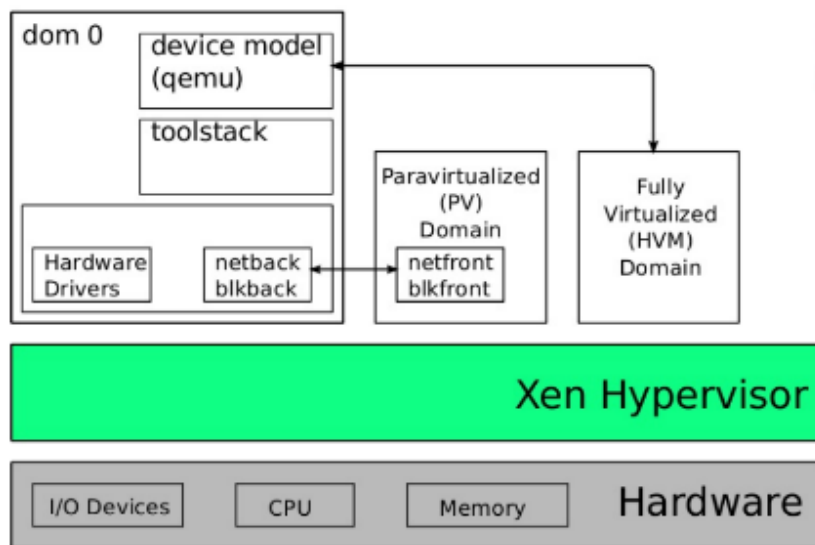 dom 0
device model
(qemu)
toolstack
Hardware
Drivers
netback
blkback
Paravirtualized
(PV)
Domain
netfront
blkfront
Fully
Virtualized
(HVM)
Domain
Xen Hypervisor
I/O Devices
CPU
Memory
Hardware